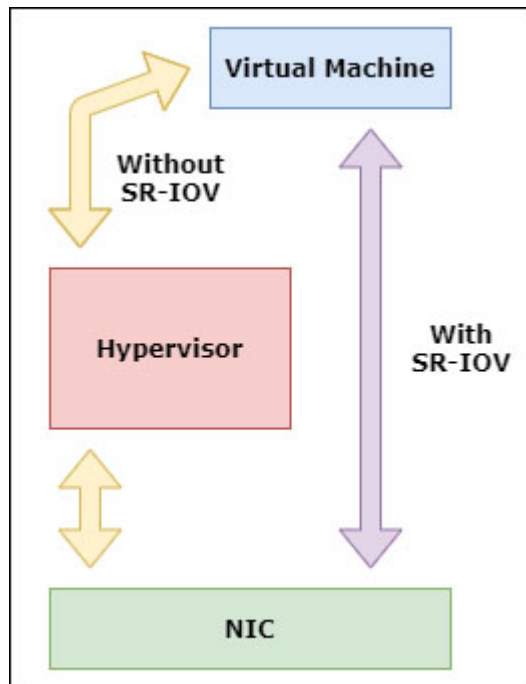 Virtual Machine
Without
SR-IOV
Hypervisor
With
SR-IOV
NIC